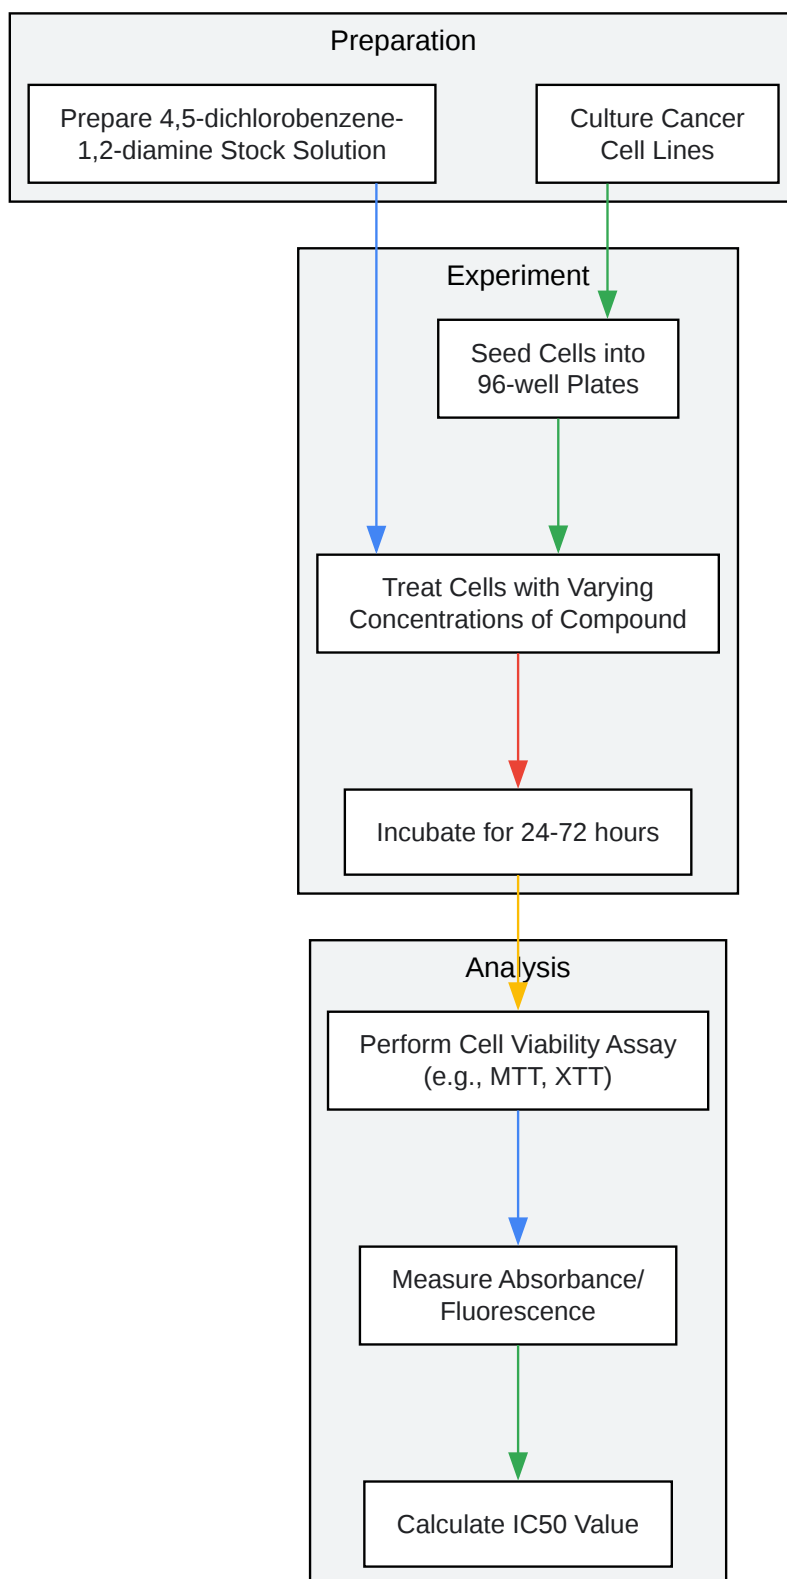 Preparation
Prepare 4,5-dichlorobenzene-
1,2-diamine Stock Solution
Culture Cancer
Cell Lines
Experiment
Seed Cells into
96-well Plates
Treat Cells with Varying
Concentrations of Compound
Incubate for 24-72 hours
Analysis
Perform Cell Viability Assay
(e.g., MTT, XTT)
Measure Absorbance/
Fluorescence
Calculate IC50 Value